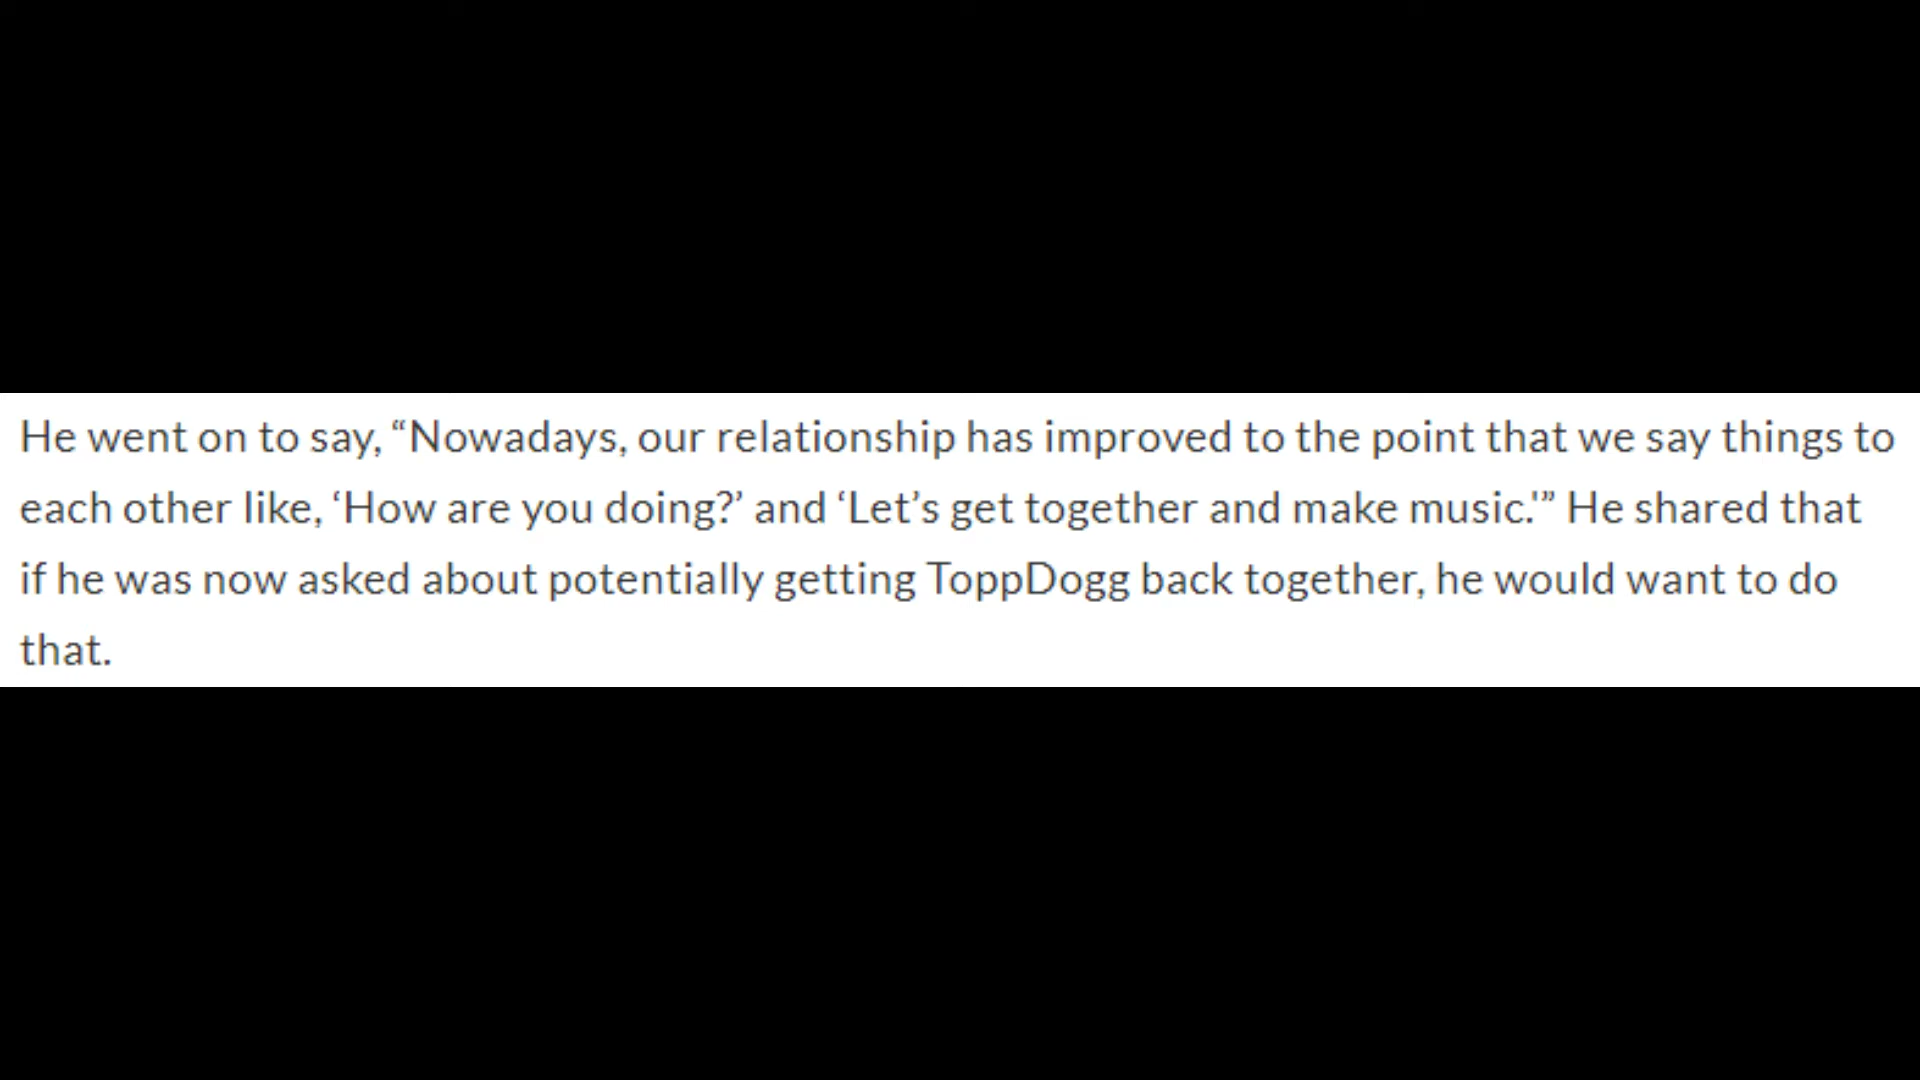 He went on to say, “Nowadays, our relationship has improved to the point that we say things to
each other like, ‘How are you doing?’ and ‘Let’s get together and make music.'” He shared that
if he was now asked about potentially getting ToppDogg back together, he would want to do
that.